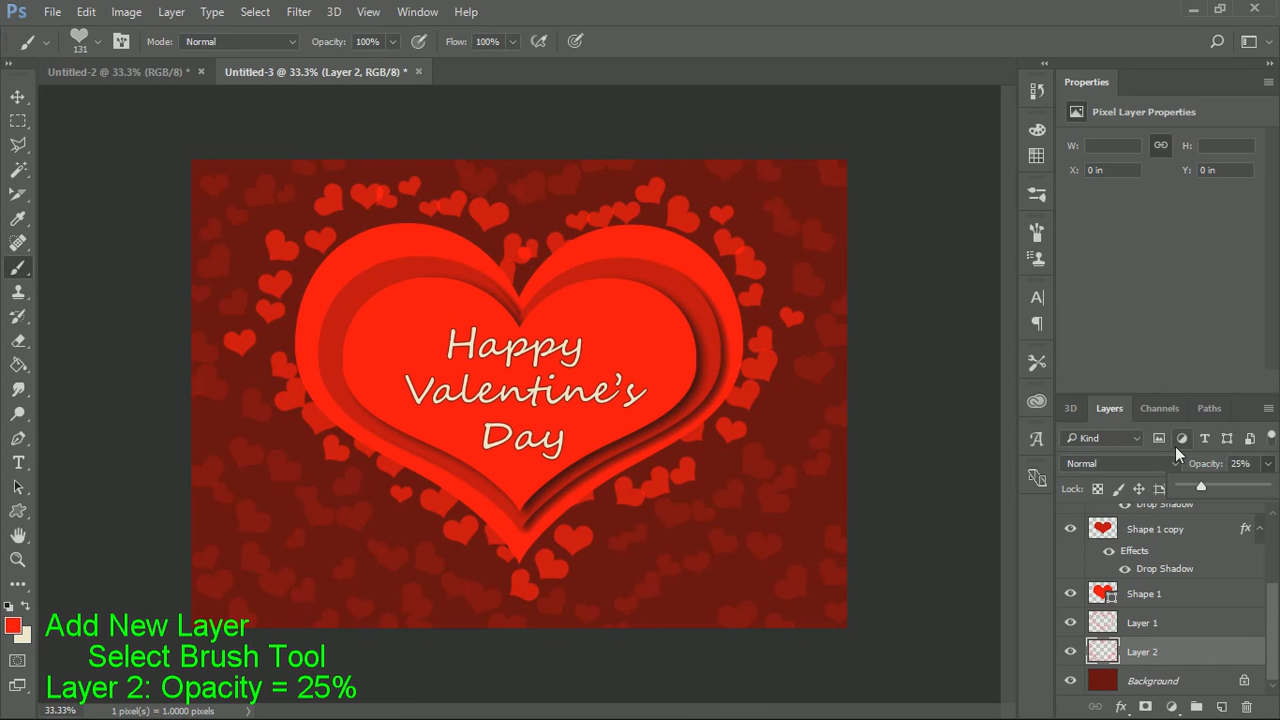 Ps File Edit Image Layer Type Select Filter 3D View Window Help
131 Mode: Normal Opacity: 100% Flow: 100%
Untitled-2 @ 33.3% (RGB/8) * × Untitled-3 @ 33.3% (Layer 2, RGB/8) * ×
Properties
Pixel Layer Properties
W: H:
X: 0 in Y: 0 in
Happy
Valentine's
Day
3D Layers Channels Paths
Kind
Normal Opacity: 25%
Lock:
Drop Shadow
Shape 1 copy fx
Effects
Drop Shadow
Shape 1
Layer 1
Layer 2
Background
Add New Layer
Select Brush Tool
Layer 2: Opacity = 25%
33.33% 1 pixel(s) = 1.0000 pixels